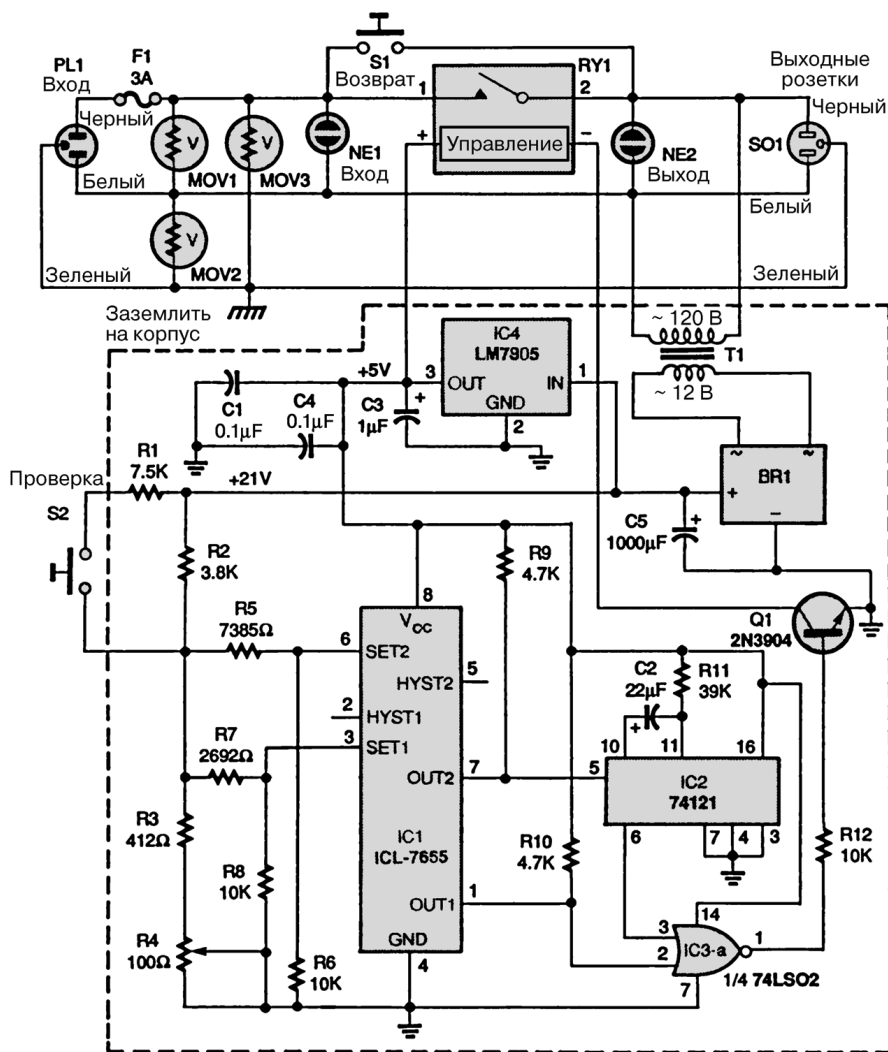 PL1
Вход
F1
3A
Черный
Белый
Зеленый
MOV1
V
MOV3
V
MOV2
V
NE1
Вход
S1
Возврат
1
RY1
2
+
Управление
–
NE2
Выход
Выходные
розетки
Черный
SO1
Белый
Зеленый
Заземлить
на корпус
~ 120 В
T1
~ 12 В
IC4
LM7905
3
OUT
IN
1
GND
2
+5V
C1
0.1µF
C4
0.1µF
C3
1µF
+
R1
7.5K
Проверка
S2
+21V
~
~
BR1
+
–
C5
1000µF
+
R2
3.8K
R9
4.7K
Q1
2N3904
R5
7385Ω
8
VCC
6
SET2
5
HYST2
2
HYST1
3
SET1
7
OUT2
IC1
ICL-7655
1
OUT1
GND
4
R7
2692Ω
R3
412Ω
R8
10K
R4
100Ω
R6
10K
C2
22µF
+
R11
39K
10
11
16
5
IC2
74121
6
7
4
3
R10
4.7K
R12
10K
14
3
2
IC3-a
1
7
1/4 74LSO2